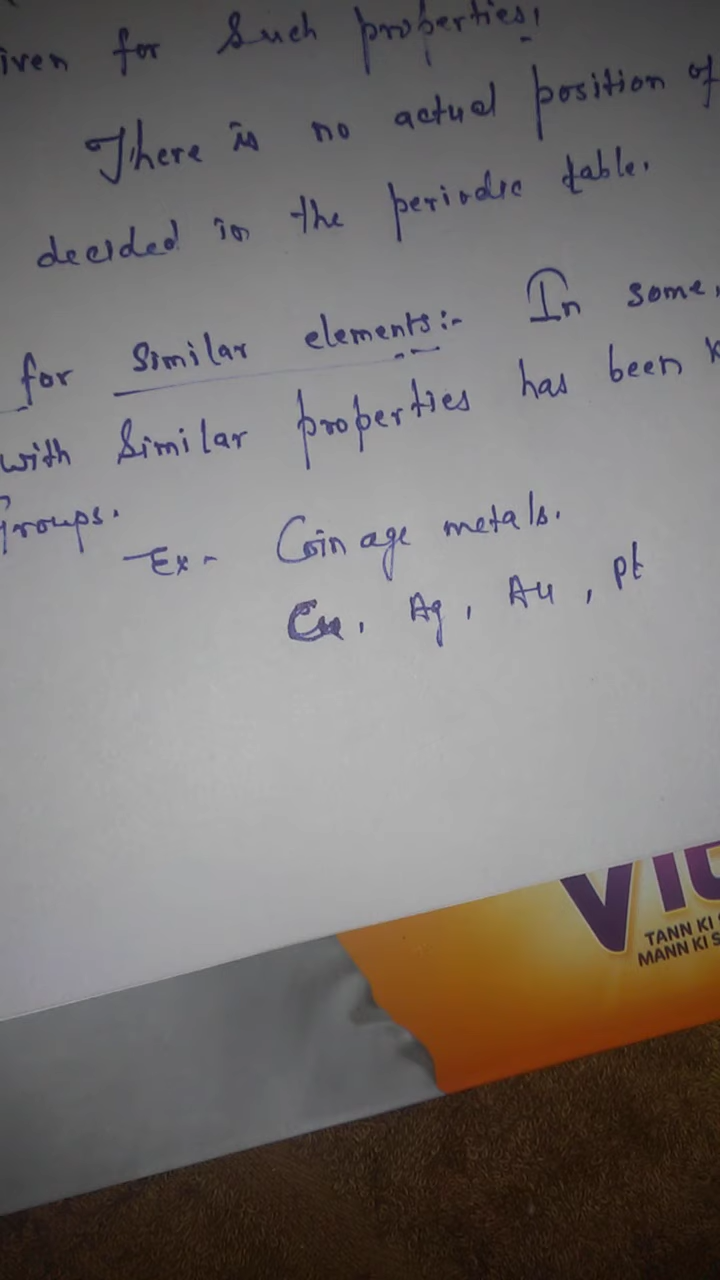 iven for Such properties.
There is no actual position of
decided in the periodic table.
for Similar elements:- In some,
with Similar properties has been
Groups.
Ex- Coinage metals.
Cu, Ag, Au, Pt
TANN KI
MANN KI S